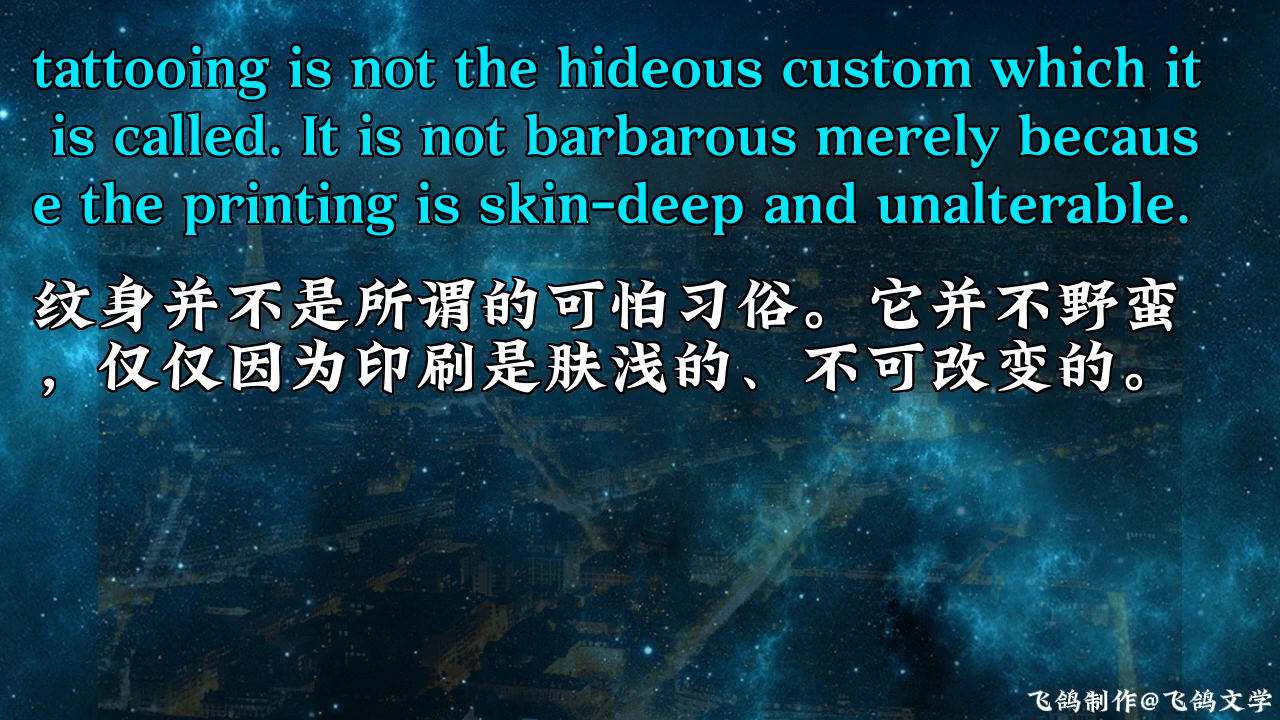 tattooing is not the hideous custom which it
is called. It is not barbarous merely becaus
e the printing is skin-deep and unalterable.
纹身并不是所谓的可怕习俗。它并不野蛮
，仅仅因为印刷是肤浅的、不可改变的。
飞鸽制作@飞鸽文学